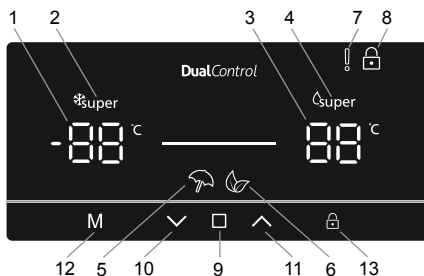 1 2 3 4 7 8
DualControl
super super
-88 °C 88 °C
M
12 5 10 9 11 6 13